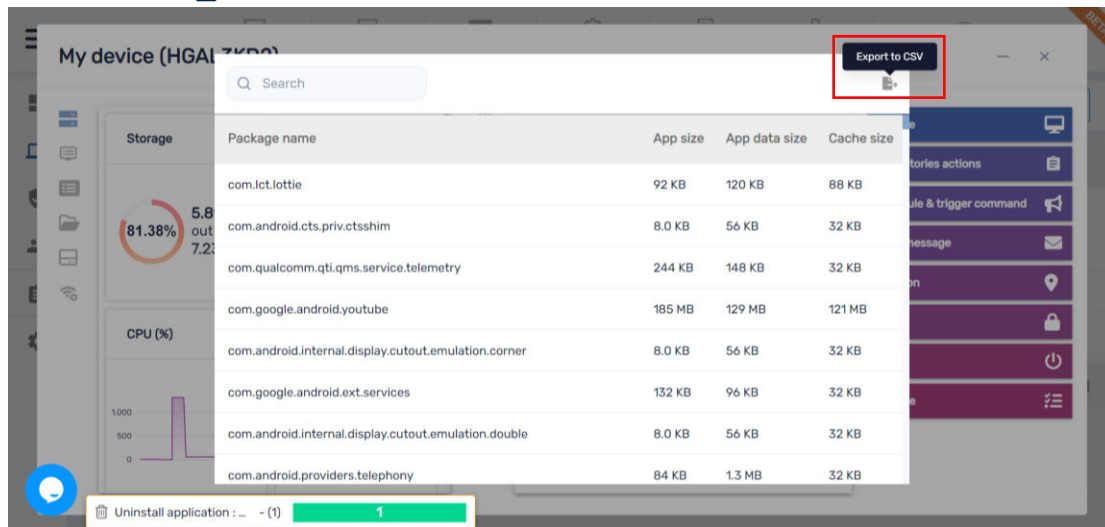 BETA
My device (HGALZKD2)
Export to CSV
Search
Package name App size App data size Cache size
com.lct.lottie 92 KB 120 KB 88 KB
com.android.cts.priv.ctsshim 8.0 KB 56 KB 32 KB
com.qualcomm.qti.qms.service.telemetry 244 KB 148 KB 32 KB
com.google.android.youtube 185 MB 129 MB 121 MB
com.android.internal.display.cutout.emulation.corner 8.0 KB 56 KB 32 KB
com.google.android.ext.services 132 KB 96 KB 32 KB
com.android.internal.display.cutout.emulation.double 8.0 KB 56 KB 32 KB
com.android.providers.telephony 84 KB 1.3 MB 32 KB
Storage
81.38%
5.8
out
7.2
CPU (%)
1,000
500
0
tories actions
ule & trigger command
message
on
Uninstall application : ... - (1) 1